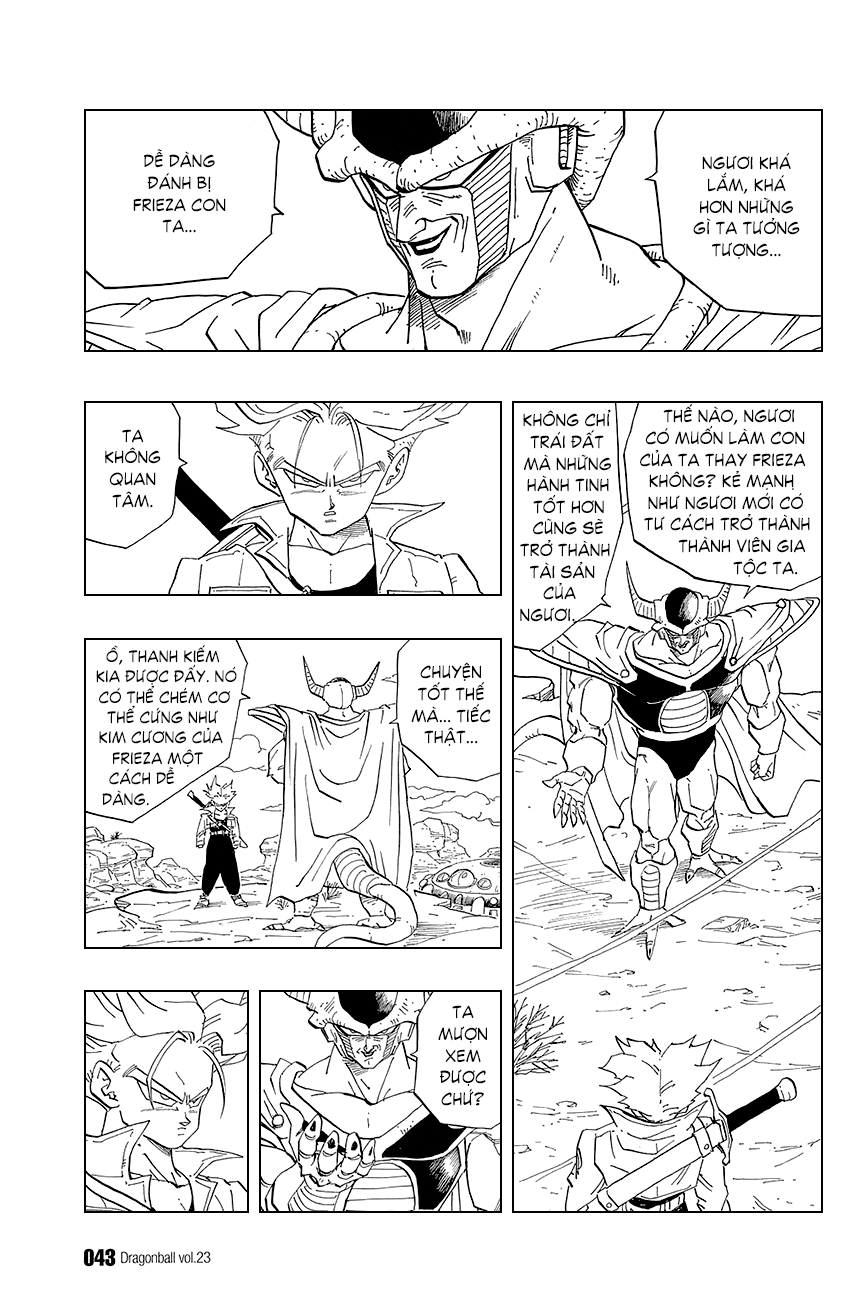 NGƯƠI KHÁ
LẮM, KHÁ
HƠN NHỮNG
GÌ TA TƯỞNG
TƯỢNG...
DỄ DÀNG
ĐÁNH BỊ
FRIEZA CON
TA...
THẾ NÀO, NGƯƠI
CÓ MUỐN LÀM CON
CỦA TA THAY FRIEZA
KHÔNG? KẺ MẠNH
NHƯ NGƯƠI MỚI CÓ
TƯ CÁCH TRỞ THÀNH
THÀNH VIÊN GIA
TỘC TA.
KHÔNG CHỈ
TRÁI ĐẤT
MÀ NHỮNG
HÀNH TINH
TỐT HƠN
CŨNG SẼ
TRỞ THÀNH
TÀI SẢN
CỦA
NGƯƠI.
TA
KHÔNG
QUAN
TÂM.
CHUYỆN
TỐT THẾ
MÀ... TIẾC
THẬT...
Ồ, THANH KIẾM
KIA ĐƯỢC ĐẤY. NÓ
CÓ THỂ CHÉM CƠ
THỂ CỨNG NHƯ
KIM CƯƠNG CỦA
FRIEZA MỘT
CÁCH DỄ
DÀNG.
TA
MƯỢN
XEM
ĐƯỢC
CHỨ?
043 Dragonball vol.23